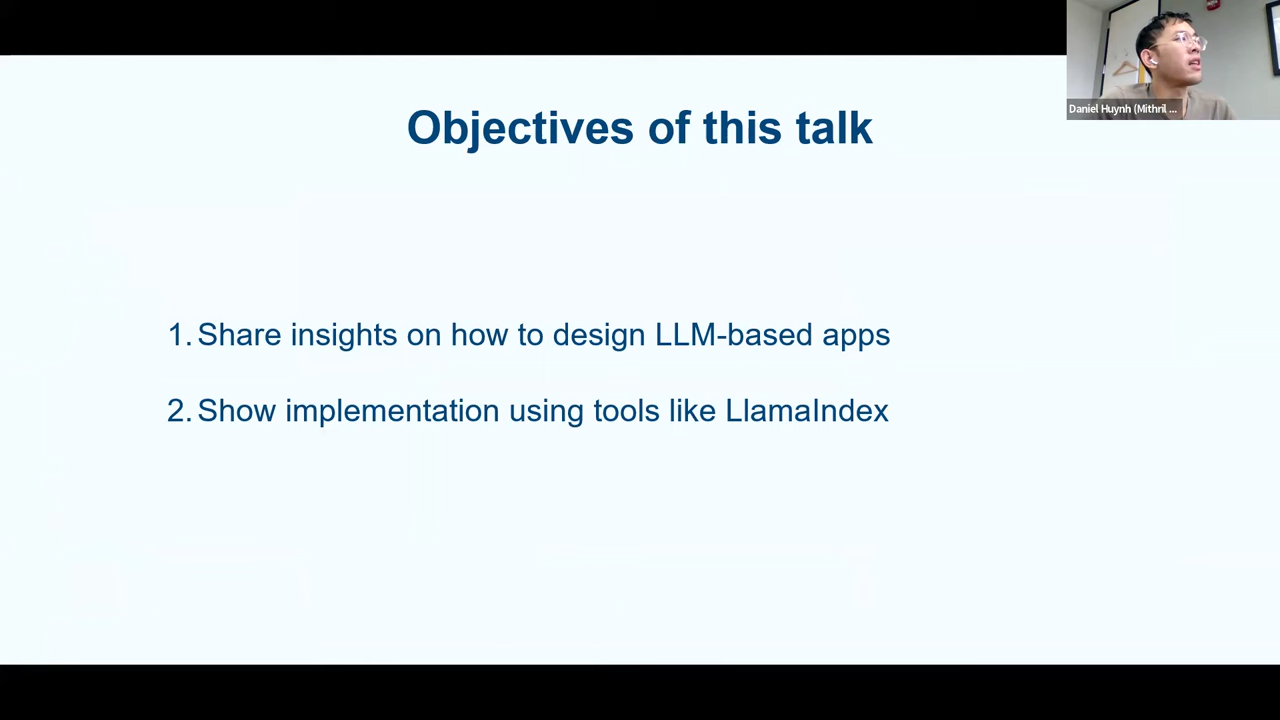 Objectives of this talk
Daniel Huynh (Mithril ...
1. Share insights on how to design LLM-based apps
2. Show implementation using tools like LlamaIndex